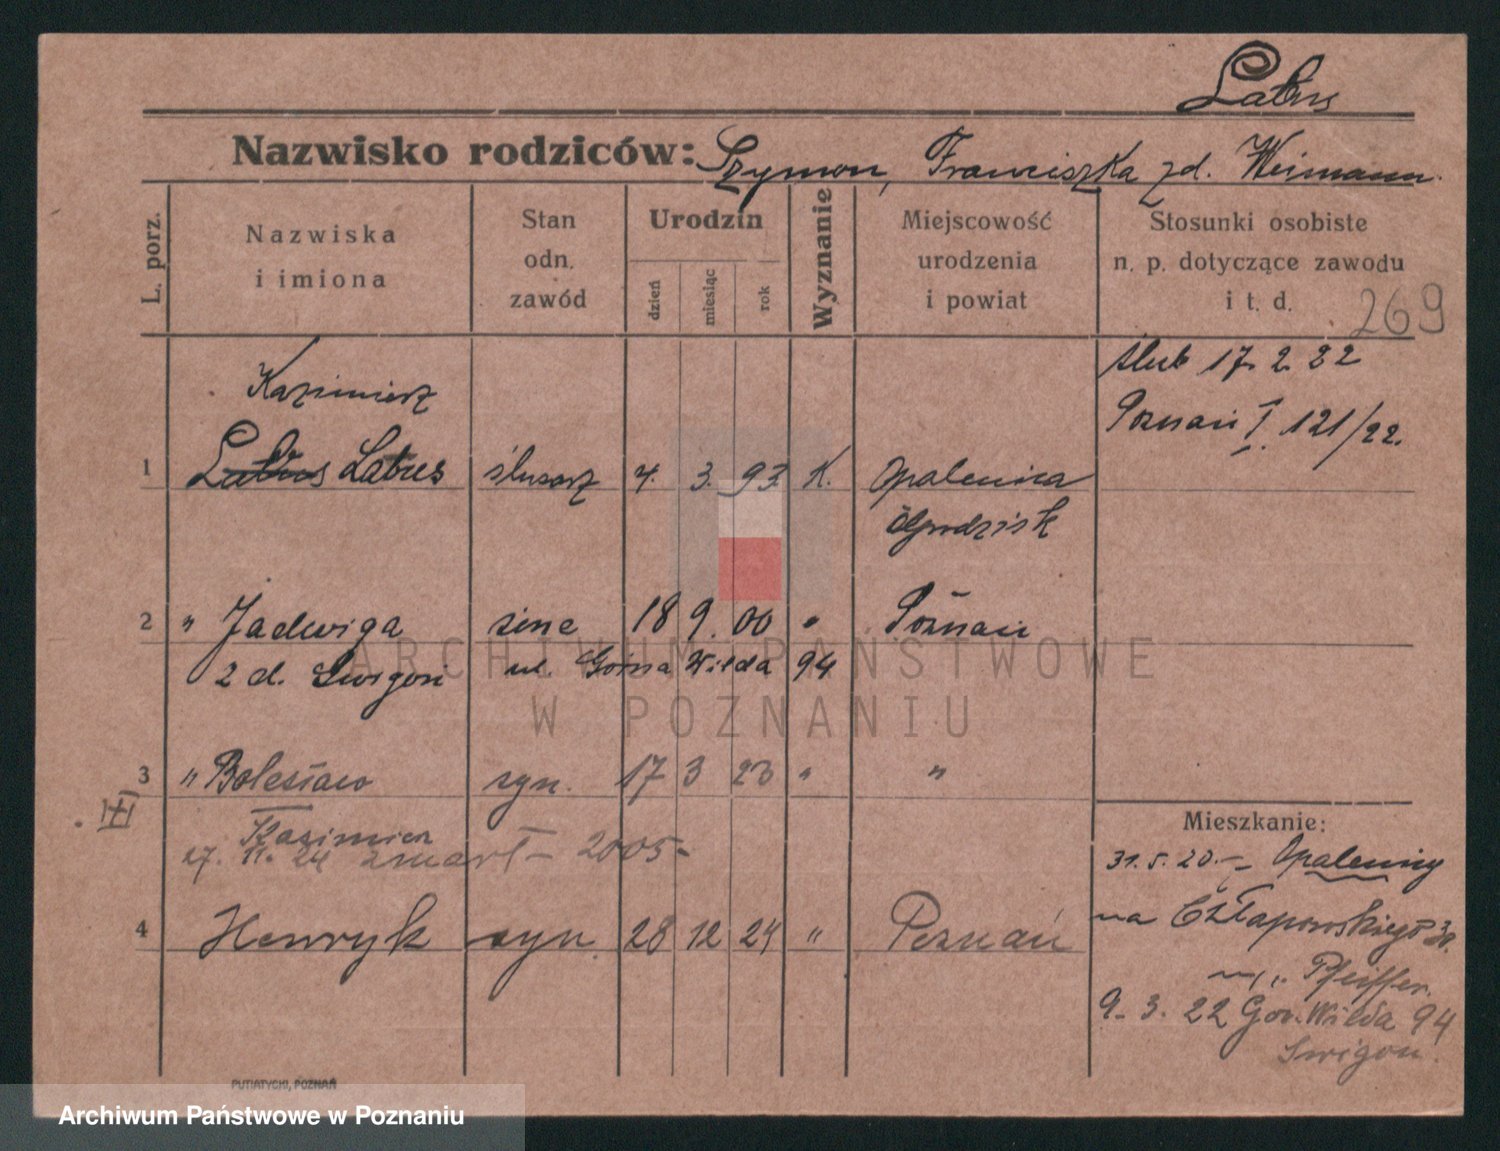 Labus
Nazwisko rodziców: Szymon, Franciszka zd. Weimann.
L. porz.
Nazwiska
i imiona
Stan
odn.
zawód
Urodzin
dzień
miesiąc
rok
Wyznanie
Miejscowość
urodzenia
i powiat
Stosunki osobiste
n. p. dotyczące zawodu
i t. d.
269
ślub 17. 2. 22
Poznań I. 121/22.
Kazimierz
1 Labus Labus ślusarz 4. 3. 93 K. Opalenica
Grodzisk
2 " Jadwiga żona 18 9. 00 " Poznań
z d. Swigoń ul. Górna Wilda 94
3 " Bolesław syn. 17 3 23 " "
Kazimierz
27. 11. 24 zmarł – 2005 –
4 Henryk syn 28 12 24 " Poznań
Mieszkanie:
31. 5. 20. – z Opalenicy
na Chłapowskiego 30.
Pfeiffer.
9. 3. 22 Gór. Wilda 94
Swigoń.
PUTIATYCKI, POZNAŃ
ARCHIWUM PAŃSTWOWE
W POZNANIU
Archiwum Państwowe w Poznaniu